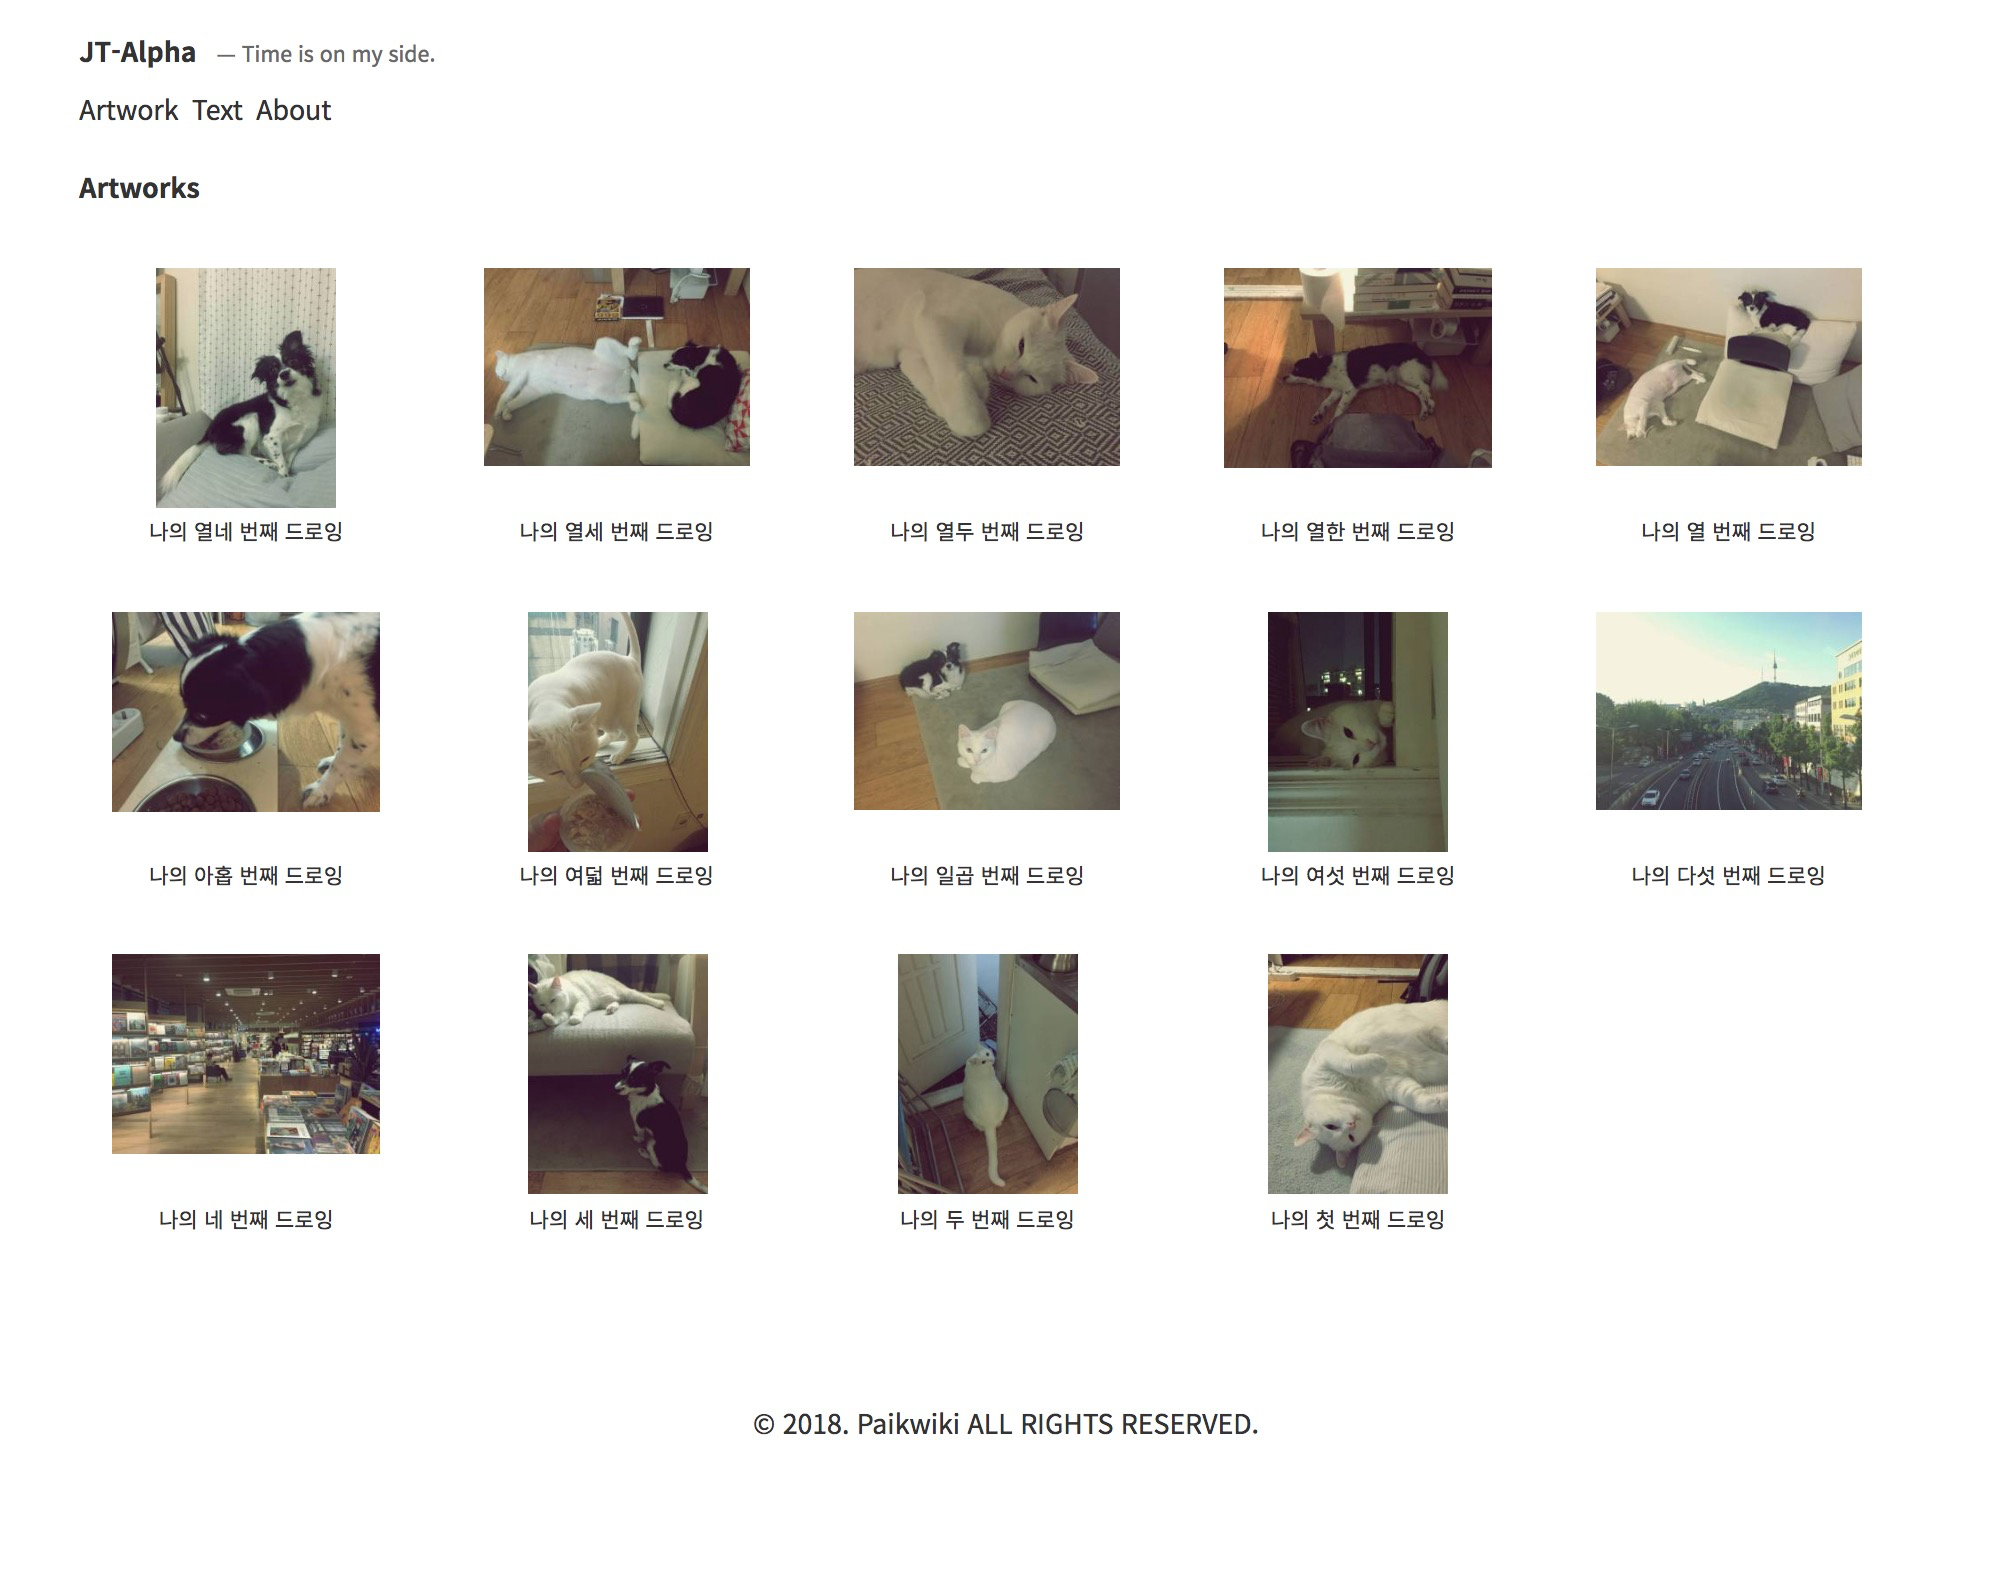 JT-Alpha — Time is on my side.
Artwork Text About
Artworks
나의 열네 번째 드로잉
나의 열세 번째 드로잉
나의 열두 번째 드로잉
나의 열한 번째 드로잉
나의 열 번째 드로잉
나의 아홉 번째 드로잉
나의 여덟 번째 드로잉
나의 일곱 번째 드로잉
나의 여섯 번째 드로잉
나의 다섯 번째 드로잉
나의 네 번째 드로잉
나의 세 번째 드로잉
나의 두 번째 드로잉
나의 첫 번째 드로잉
© 2018. Paikwiki ALL RIGHTS RESERVED.